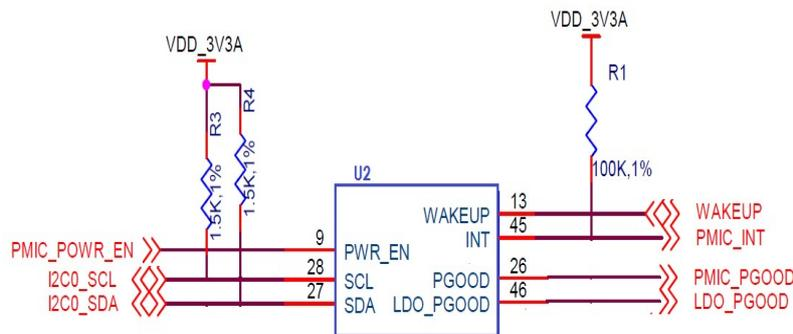 VDD_3V3A
VDD_3V3A
R1
R3
R4
1.5K,1%
1.5K,1%
100K,1%
U2
WAKEUP 13 WAKEUP
INT 45 PMIC_INT
PMIC_POWR_EN 9 PWR_EN
I2C0_SCL 28 SCL
PGOOD 26 PMIC_PGOOD
I2C0_SDA 27 SDA
LDO_PGOOD 46 LDO_PGOOD